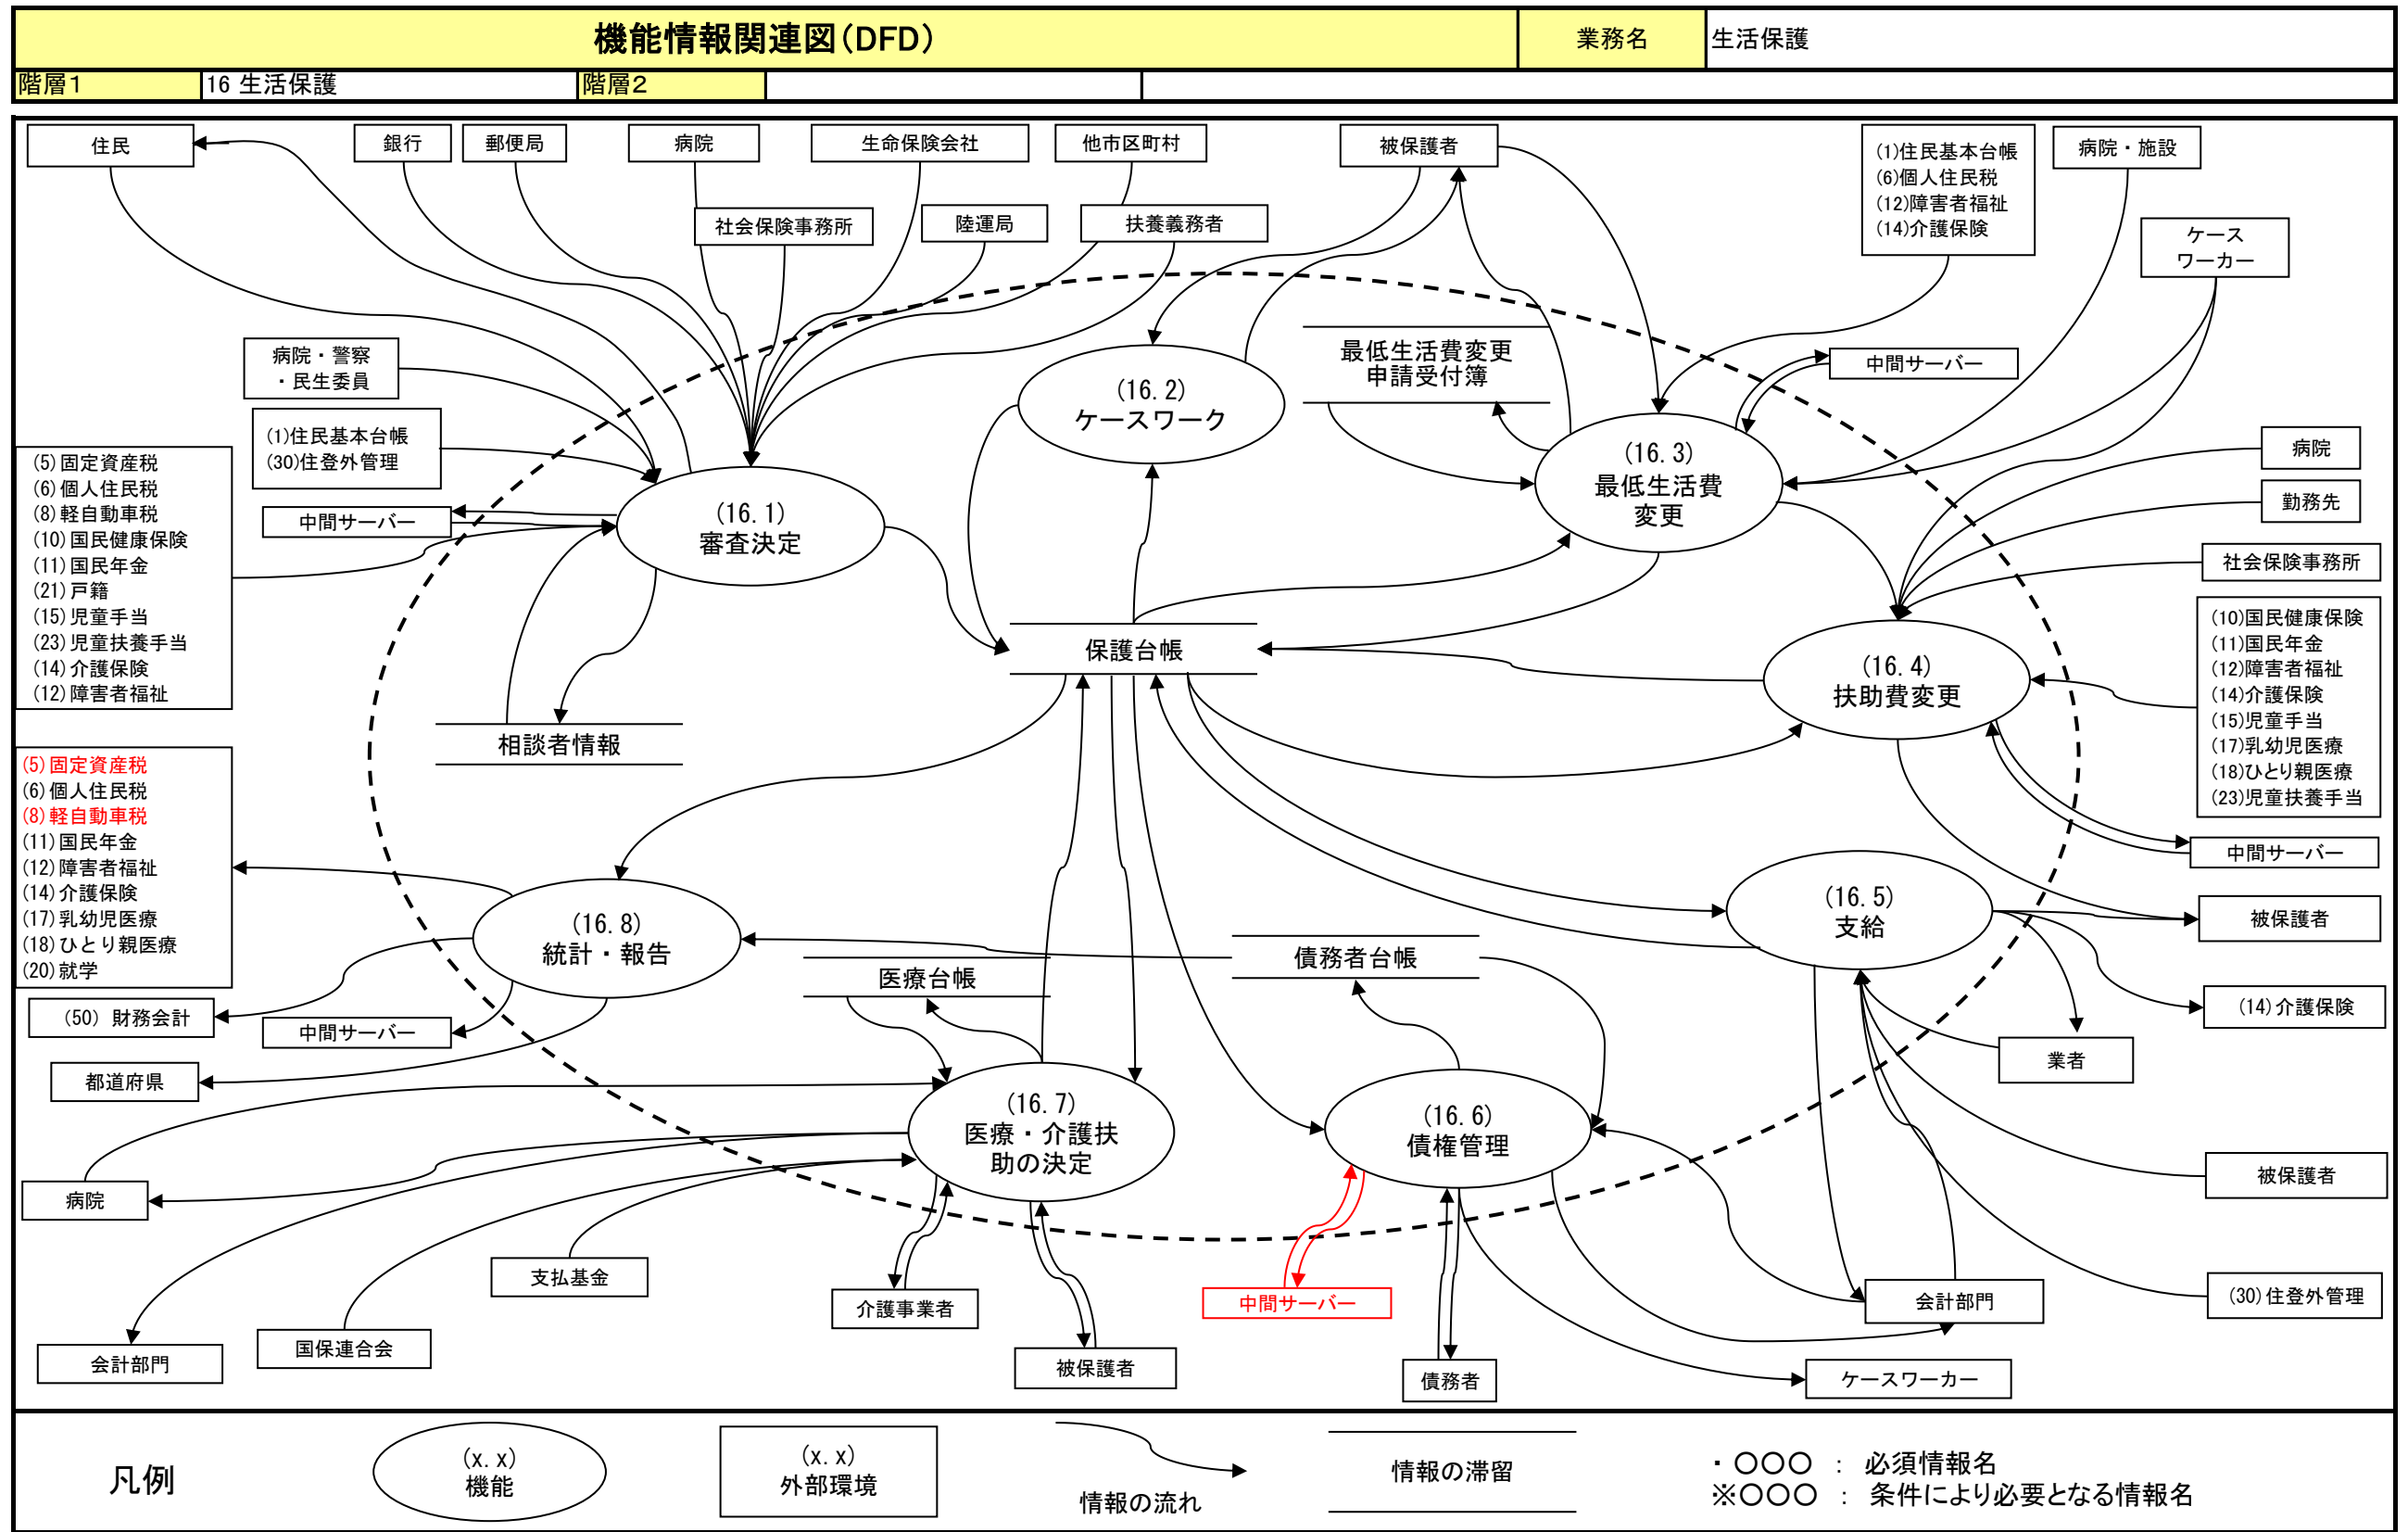 機能情報関連図（DFD）
業務名
生活保護
階層１
16 生活保護
階層２
住民
銀行
郵便局
病院
生命保険会社
他市区町村
被保護者
(1)住民基本台帳
(6)個人住民税
(12)障害者福祉
(14)介護保険
病院・施設
社会保険事務所
陸運局
扶養義務者
ケース
ワーカー
病院・警察
・民生委員
最低生活費変更
申請受付簿
中間サーバー
(16.2)
ケースワーク
(1)住民基本台帳
(30)住登外管理
(16.3)
最低生活費
変更
病院
勤務先
社会保険事務所
(5)固定資産税
(6)個人住民税
(8)軽自動車税
(10)国民健康保険
(11)国民年金
(21)戸籍
(15)児童手当
(23)児童扶養手当
(14)介護保険
(12)障害者福祉
中間サーバー
(16.1)
審査決定
保護台帳
(16.4)
扶助費変更
(10)国民健康保険
(11)国民年金
(12)障害者福祉
(14)介護保険
(15)児童手当
(17)乳幼児医療
(18)ひとり親医療
(23)児童扶養手当
相談者情報
(5)固定資産税
(6)個人住民税
(8)軽自動車税
(11)国民年金
(12)障害者福祉
(14)介護保険
(17)乳幼児医療
(18)ひとり親医療
(20)就学
中間サーバー
(16.8)
統計・報告
(16.5)
支給
被保護者
医療台帳
債務者台帳
(50) 財務会計
中間サーバー
(14)介護保険
都道府県
業者
(16.7)
医療・介護扶
助の決定
(16.6)
債権管理
病院
被保護者
支払基金
介護事業者
中間サーバー
会計部門
(30)住登外管理
会計部門
国保連合会
被保護者
債務者
ケースワーカー
凡例
(x.x)
機能
(x.x)
外部環境
情報の流れ
情報の滞留
・〇〇〇 ： 必須情報名
※〇〇〇 ： 条件により必要となる情報名